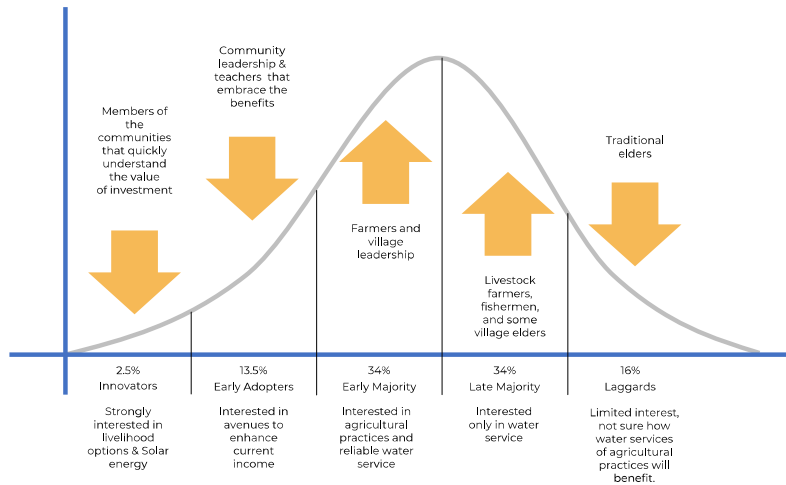 Community
leadership &
teachers that
embrace the
benefits
Members of
the
communities
that quickly
understand
the value
of investment
Traditional
elders
Farmers and
village
leadership
Livestock
farmers,
fishermen,
and some
village elders
2.5%
Innovators
13.5%
Early Adopters
34%
Early Majority
34%
Late Majority
16%
Laggards
Strongly
interested in
livelihood
options & Solar
energy
Interested in
avenues to
enhance
current
income
Interested in
agricultural
practices and
reliable water
service
Interested
only in water
service
Limited interest,
not sure how
water services
of agricultural
practices will
benefit.